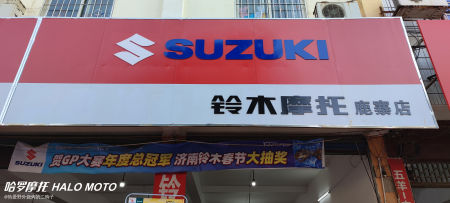 SUZUKI
铃木摩托 鹿寨店
SUZUKI
贺GP大赛年度总冠军 济南铃木春节大抽奖
铃
五羊
哈罗摩托 HALO MOTO